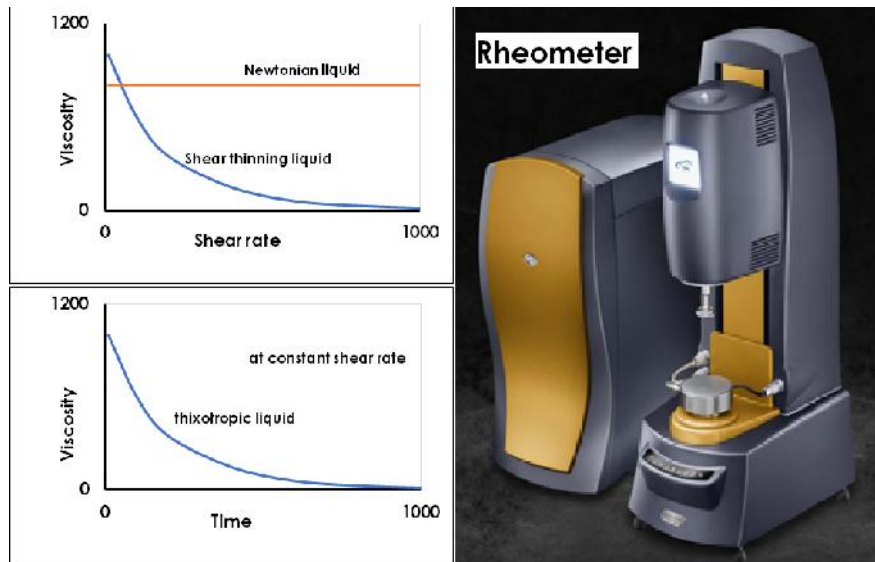 1200
Newtonian liquid
Viscosity
Shear thinning liquid
0
0
1000
Shear rate
1200
at constant shear rate
thixotropic liquid
Viscosity
0
0
1000
Time
Rheometer